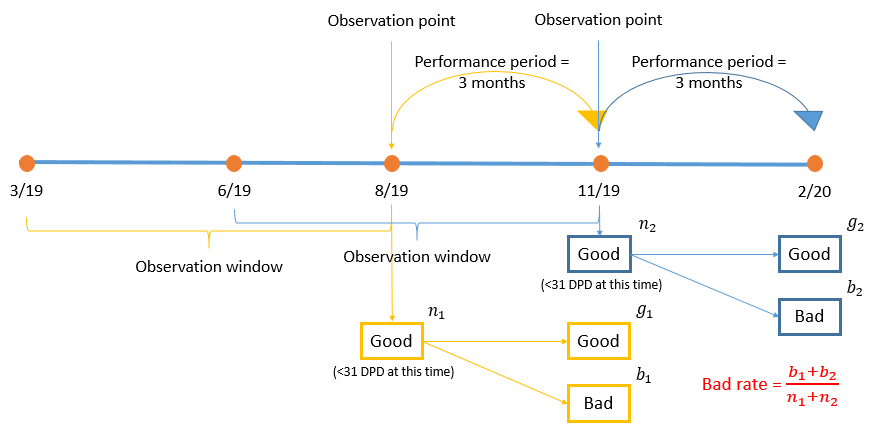 Observation point
Observation point
Performance period =
3 months
Performance period =
3 months
3/19
6/19
8/19
11/19
2/20
Observation window
Observation window
n₂
Good
(<31 DPD at this time)
g₂
Good
b₂
Bad
n₁
Good
(<31 DPD at this time)
g₁
Good
b₁
Bad
Bad rate = b₁+b₂ / n₁+n₂